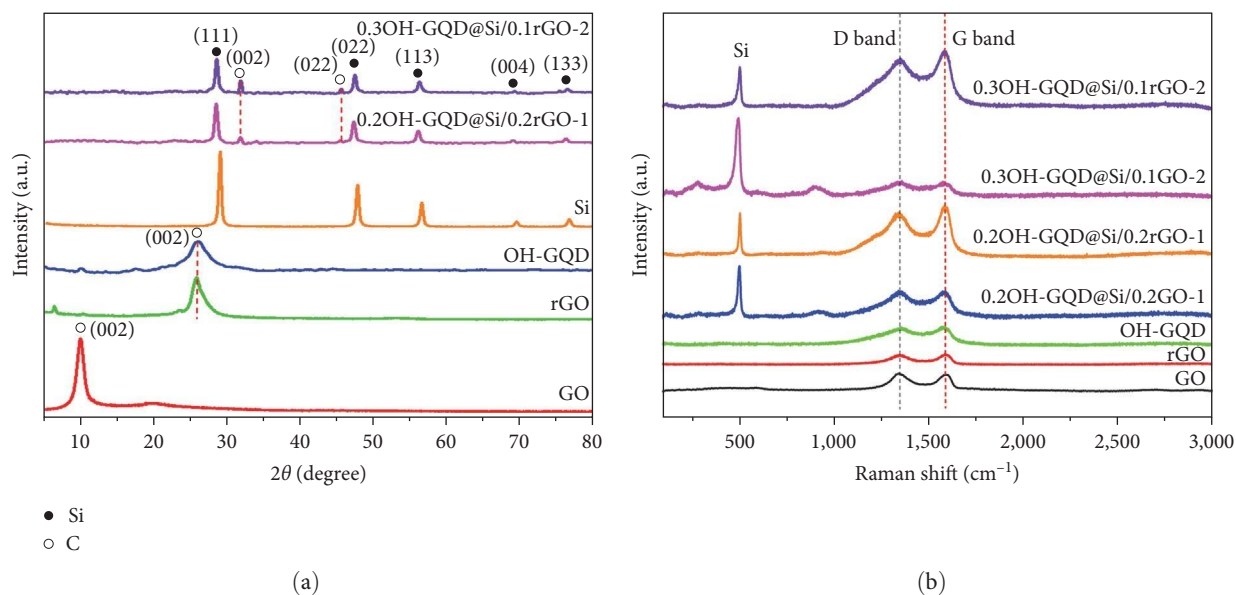 0.3OH-GQD@Si/0.1rGO-2
(111)
(002)
(022)
(022)
(113)
(004)
(133)
0.2OH-GQD@Si/0.2rGO-1
Si
(002)
OH-GQD
rGO
(002)
GO
Intensity (a.u.)
10 20 30 40 50 60 70 80
2θ (degree)
Si
C
(a)
D band
G band
Si
0.3OH-GQD@Si/0.1rGO-2
0.3OH-GQD@Si/0.1GO-2
0.2OH-GQD@Si/0.2rGO-1
0.2OH-GQD@Si/0.2GO-1
OH-GQD
rGO
GO
Intensity (a.u.)
500 1,000 1,500 2,000 2,500 3,000
Raman shift (cm⁻¹)
(b)